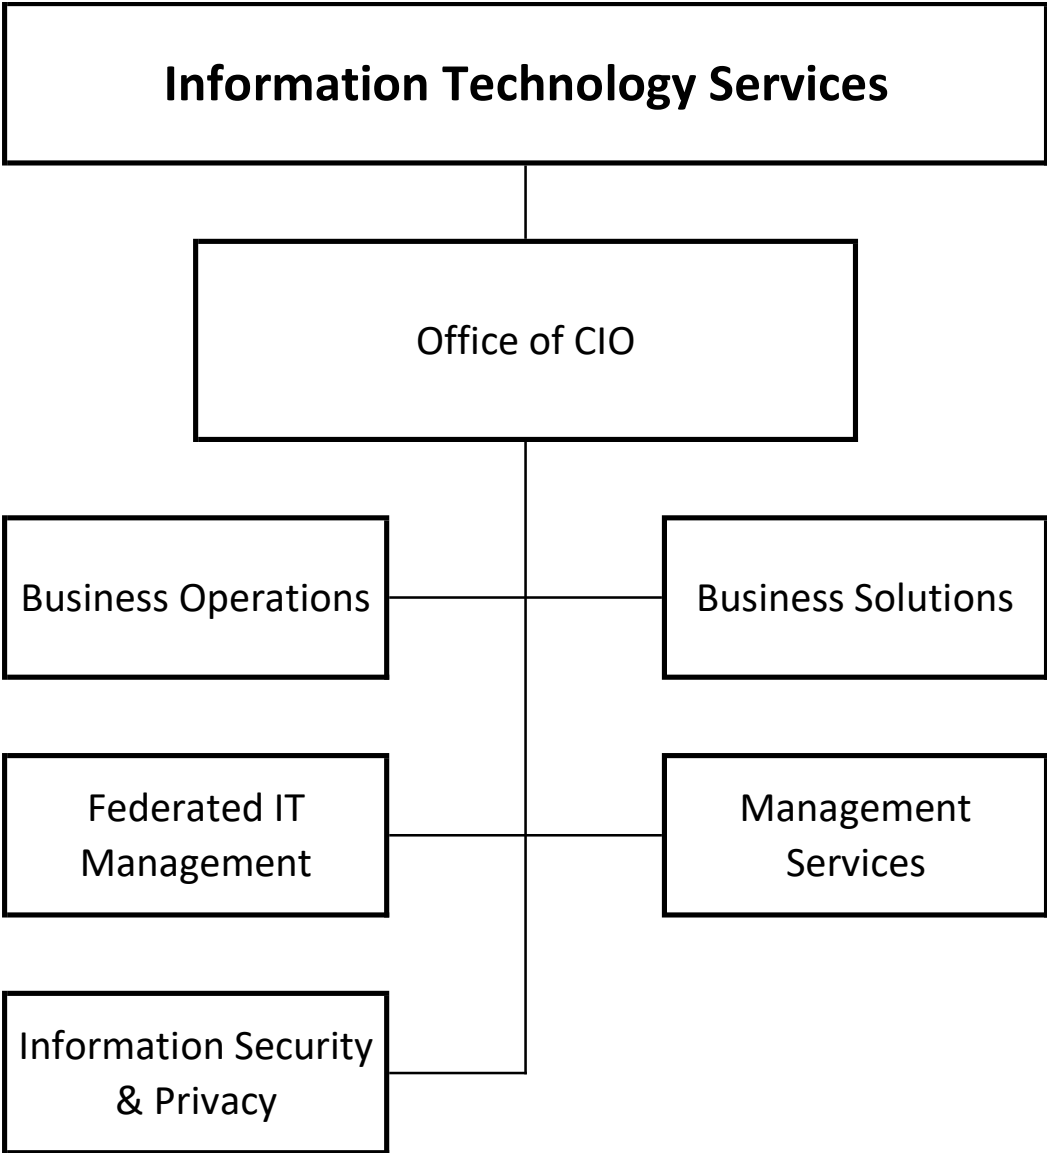 Information Technology Services
Office of CIO
Business Operations
Business Solutions
Federated IT
Management
Management
Services
Information Security
& Privacy